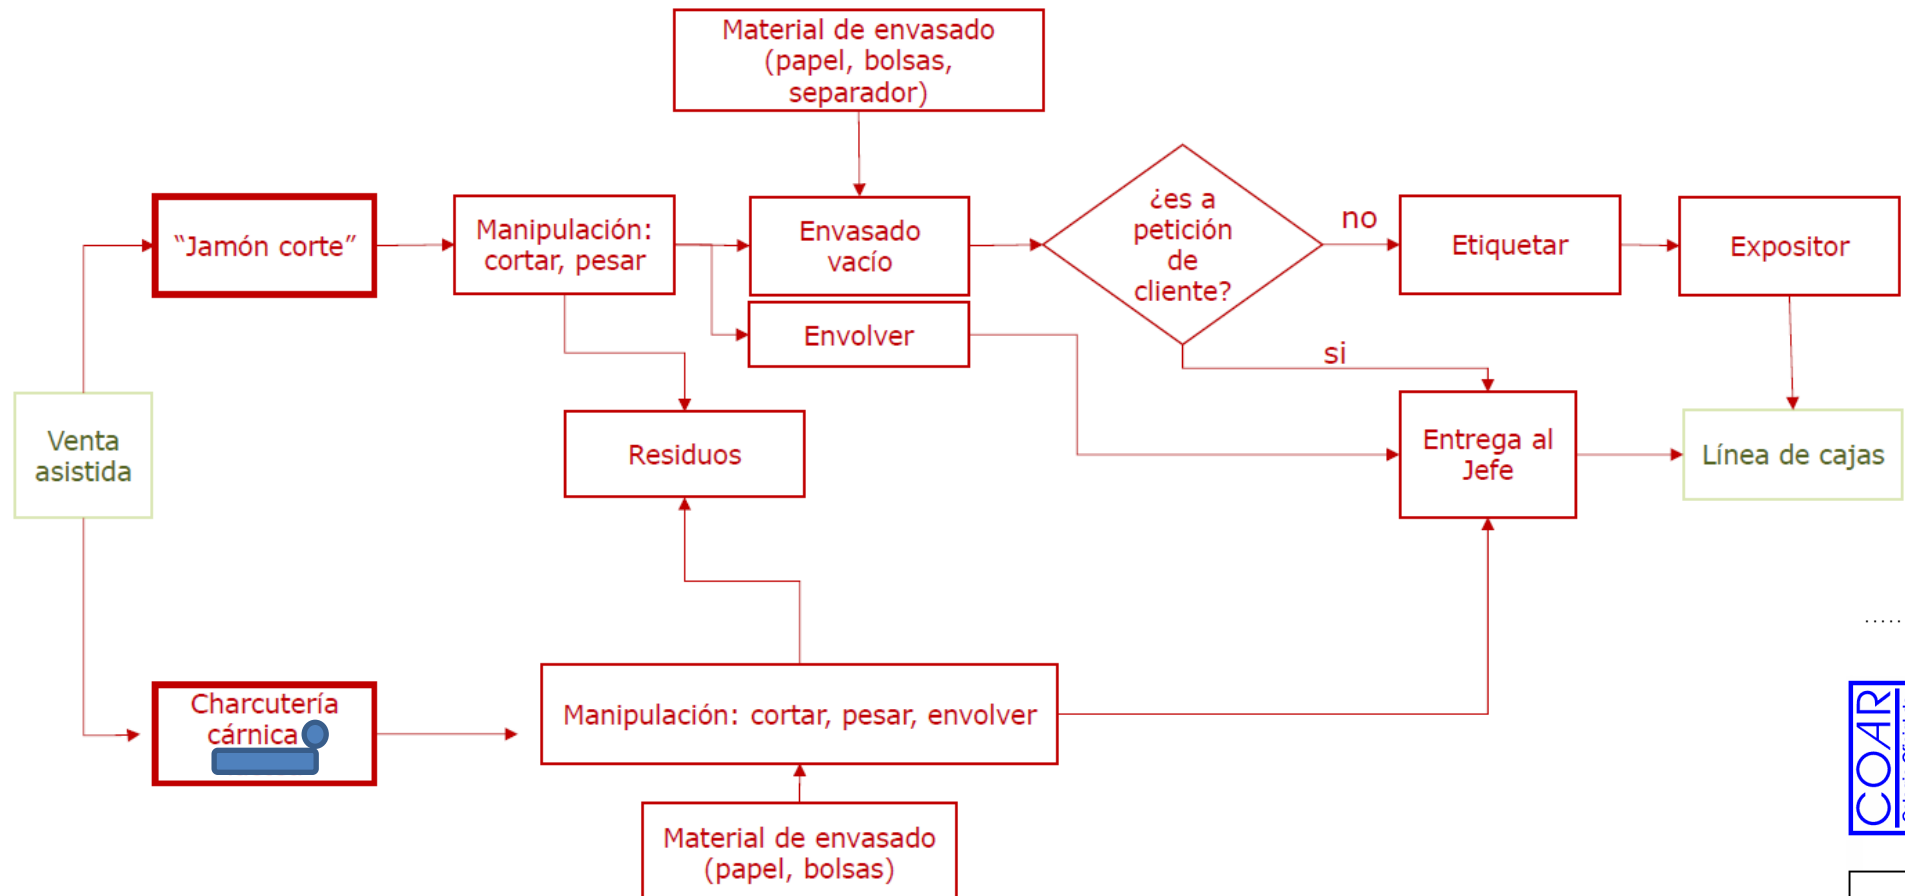 Material de envasado
(papel, bolsas,
separador)
"Jamón corte"
Manipulación:
cortar, pesar
Envasado
vacío
Envolver
¿es a
petición
de
cliente?
no
si
Etiquetar
Expositor
Venta
asistida
Residuos
Entrega al
Jefe
Línea de cajas
Charcutería
cárnica
Manipulación: cortar, pesar, envolver
Material de envasado
(papel, bolsas)
.....
COAR